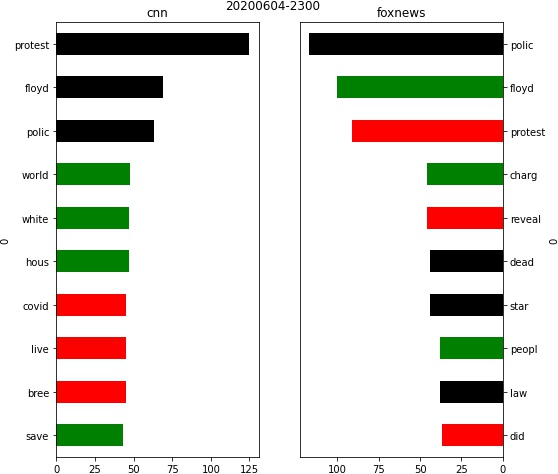 20200604-2300
cnn
foxnews
protest
floyd
polic
world
white
hous
covid
live
bree
save
polic
floyd
protest
charg
reveal
dead
star
peopl
law
did
0
0
0 25 50 75 100 125
100 75 50 25 0